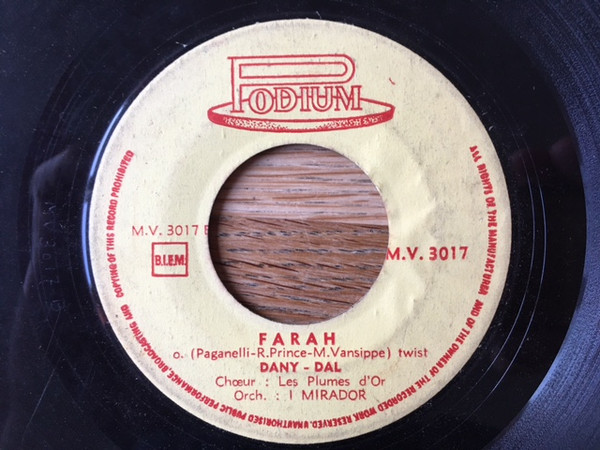 PODIUM
M.V. 3017 B
B.I.E.M.
M.V. 3017
FARAH
o. (Paganelli-R.Prince-M.Vansippe) twist
DANY - DAL
Chœur : Les Plumes d'Or
Orch. : I MIRADOR
ALL RIGHTS OF THE MANUFACTURER AND OF THE OWNER OF THE RECORDED WORK RESERVED. UNAUTHORISED PUBLIC PERFORMANCE, BROADCASTING AND COPYING OF THIS RECORD PROHIBITED